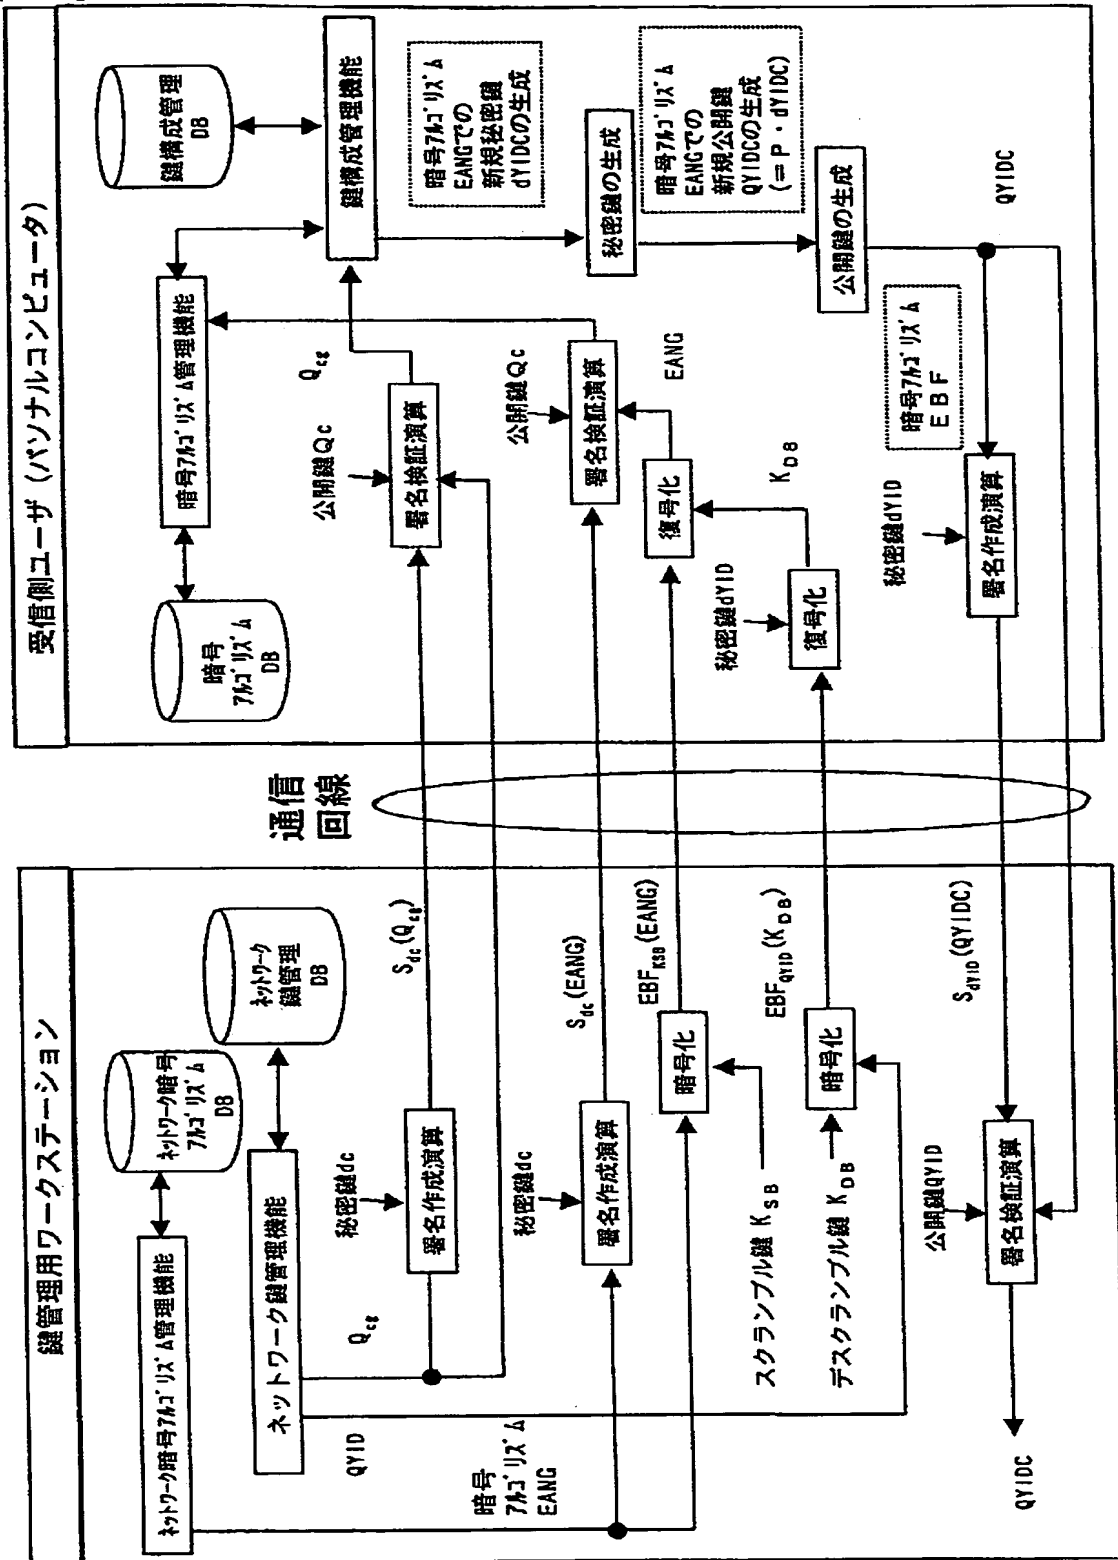 鍵管理用ワークステーション
ネットワーク暗号アルゴリズム管理機能
ネットワーク暗号
アルゴリズム
DB
ネットワーク鍵管理機能
ネットワーク
鍵管理
DB
QYID
Qcg
秘密鍵dc
署名作成演算
Sdc(Qcg)
暗号
アルゴリズム
EANG
秘密鍵dc
署名作成演算
Sdc(EANG)
暗号化
EBFKSB(EANG)
スクランブル鍵 KSB
デスクランブル鍵 KDB
暗号化
EBFQYID(KDB)
公開鍵QYID
署名検証演算
SdYID(QYIDC)
QYIDC
通信
回線
受信側ユーザ(パソナルコンピュータ)
暗号
アルゴリズム
DB
暗号アルゴリズム管理機能
鍵構成管理
DB
鍵構成管理機能
公開鍵Qc
署名検証演算
Qcg
暗号アルゴリズム
EANGでの
新規秘密鍵
dYIDCの生成
公開鍵Qc
署名検証演算
秘密鍵の生成
復号化
EANG
暗号アルゴリズム
EANGでの
新規公開鍵
QYIDCの生成
(=P・dYIDC)
秘密鍵dYID
復号化
KDB
公開鍵の生成
秘密鍵dYID
署名作成演算
暗号アルゴリズム
EBF
QYIDC